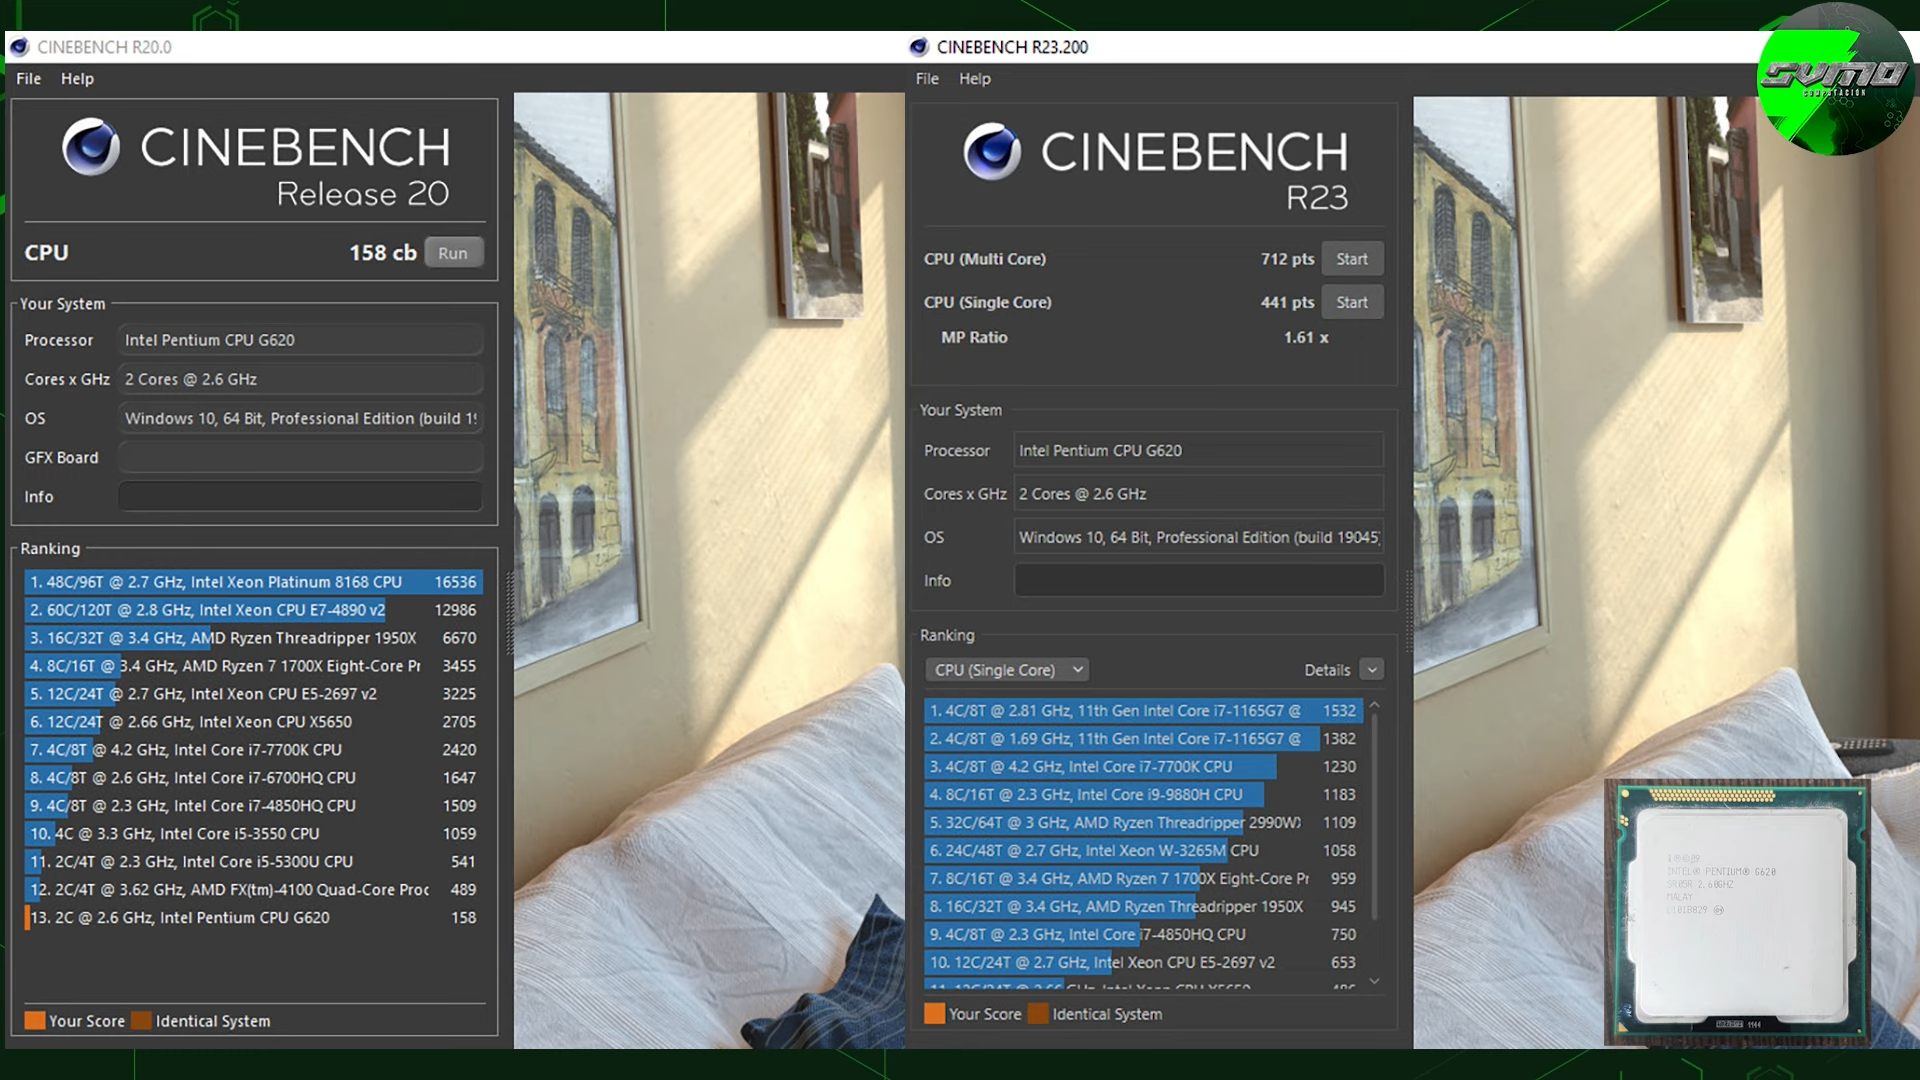 CINEBENCH R20.0
File Help
CINEBENCH
Release 20
CPU 158 cb Run
Your System
Processor Intel Pentium CPU G620
Cores x GHz 2 Cores @ 2.6 GHz
OS Windows 10, 64 Bit, Professional Edition (build 19
GFX Board
Info
Ranking
1. 48C/96T @ 2.7 GHz, Intel Xeon Platinum 8168 CPU 16536
2. 60C/120T @ 2.8 GHz, Intel Xeon CPU E7-4890 v2 12986
3. 16C/32T @ 3.4 GHz, AMD Ryzen Threadripper 1950X 6670
4. 8C/16T @ 3.4 GHz, AMD Ryzen 7 1700X Eight-Core Pr 3455
5. 12C/24T @ 2.7 GHz, Intel Xeon CPU E5-2697 v2 3225
6. 12C/24T @ 2.66 GHz, Intel Xeon CPU X5650 2705
7. 4C/8T @ 4.2 GHz, Intel Core i7-7700K CPU 2420
8. 4C/8T @ 2.6 GHz, Intel Core i7-6700HQ CPU 1647
9. 4C/8T @ 2.3 GHz, Intel Core i7-4850HQ CPU 1509
10. 4C @ 3.3 GHz, Intel Core i5-3550 CPU 1059
11. 2C/4T @ 2.3 GHz, Intel Core i5-5300U CPU 541
12. 2C/4T @ 3.62 GHz, AMD FX(tm)-4100 Quad-Core Proc 489
13. 2C @ 2.6 GHz, Intel Pentium CPU G620 158
Your Score Identical System
CINEBENCH R23.200
File Help
CINEBENCH
R23
CPU (Multi Core) 712 pts Start
CPU (Single Core) 441 pts Start
MP Ratio 1.61 x
Your System
Processor Intel Pentium CPU G620
Cores x GHz 2 Cores @ 2.6 GHz
OS Windows 10, 64 Bit, Professional Edition (build 19045)
Info
Ranking
CPU (Single Core) Details
1. 4C/8T @ 2.81 GHz, 11th Gen Intel Core i7-1165G7 @ 1532
2. 4C/8T @ 1.69 GHz, 11th Gen Intel Core i7-1165G7 @ 1382
3. 4C/8T @ 4.2 GHz, Intel Core i7-7700K CPU 1230
4. 8C/16T @ 2.3 GHz, Intel Core i9-9880H CPU 1183
5. 32C/64T @ 3 GHz, AMD Ryzen Threadripper 2990WX 1109
6. 24C/48T @ 2.7 GHz, Intel Xeon W-3265M CPU 1058
7. 8C/16T @ 3.4 GHz, AMD Ryzen 7 1700X Eight-Core Pr 959
8. 16C/32T @ 3.4 GHz, AMD Ryzen Threadripper 1950X 945
9. 4C/8T @ 2.3 GHz, Intel Core i7-4850HQ CPU 750
10. 12C/24T @ 2.7 GHz, Intel Xeon CPU E5-2697 v2 653
Your Score Identical System
COMPUTACIÓN
INTEL® PENTIUM® G620
SR05R 2.60GHZ
MALAY
1144